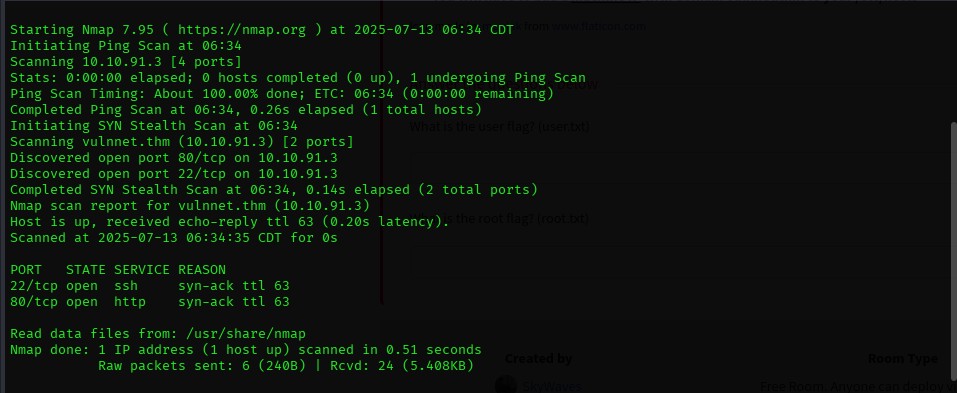 Starting Nmap 7.95 ( https://nmap.org ) at 2025-07-13 06:34 CDT
Initiating Ping Scan at 06:34
Scanning 10.10.91.3 [4 ports]
Stats: 0:00:00 elapsed; 0 hosts completed (0 up), 1 undergoing Ping Scan
Ping Scan Timing: About 100.00% done; ETC: 06:34 (0:00:00 remaining)
Completed Ping Scan at 06:34, 0.26s elapsed (1 total hosts)
Initiating SYN Stealth Scan at 06:34
What is the user flag? (user.txt)
Scanning vulnnet.thm (10.10.91.3) [2 ports]
Discovered open port 80/tcp on 10.10.91.3
Discovered open port 22/tcp on 10.10.91.3
Completed SYN Stealth Scan at 06:34, 0.14s elapsed (2 total ports)
Nmap scan report for vulnnet.thm (10.10.91.3)
is the root flag? (root.txt)
Host is up, received echo-reply ttl 63 (0.20s latency).
Scanned at 2025-07-13 06:34:35 CDT for 0s
PORT   STATE SERVICE REASON
22/tcp open  ssh     syn-ack ttl 63
80/tcp open  http    syn-ack ttl 63
Read data files from: /usr/share/nmap
Nmap done: 1 IP address (1 host up) scanned in 0.51 seconds
Created by
Room Type
Raw packets sent: 6 (240B) | Rcvd: 24 (5.408KB)
SkyWaves
Free Room. Anyone can deploy